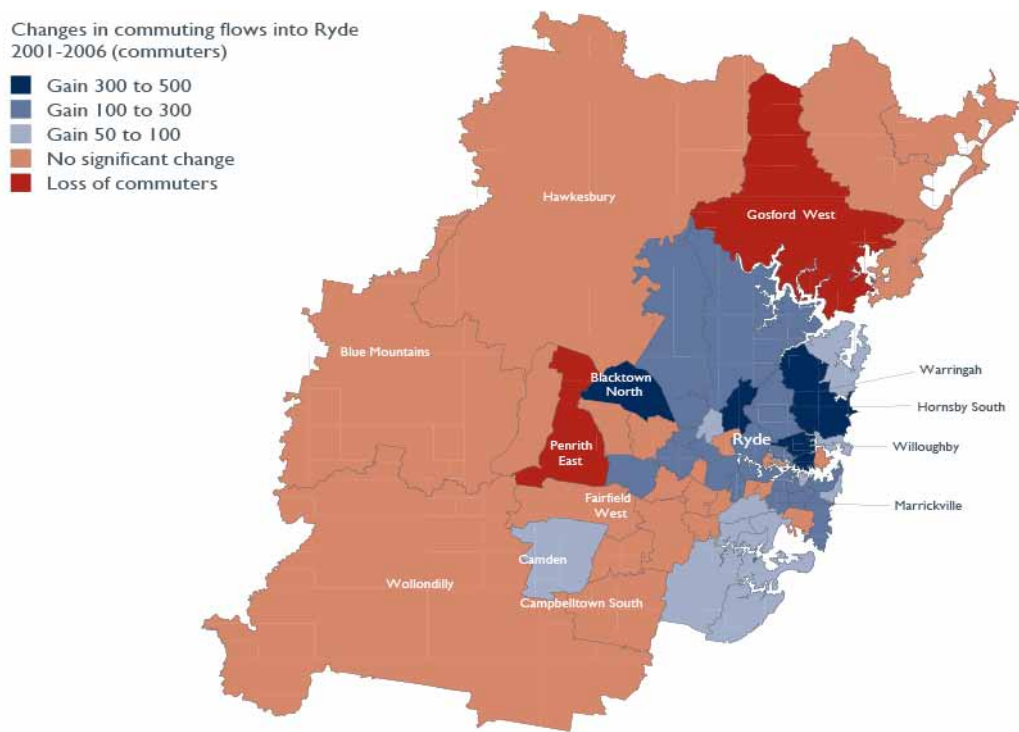 Changes in commuting flows into Ryde
2001-2006 (commuters)
Gain 300 to 500
Gain 100 to 300
Gain 50 to 100
No significant change
Loss of commuters
Hawkesbury
Gosford West
Blue Mountains
Blacktown
North
Warringah
Hornsby South
Ryde
Willoughby
Penrith
East
Fairfield
West
Marrickville
Camden
Wollondilly
Campbelltown South